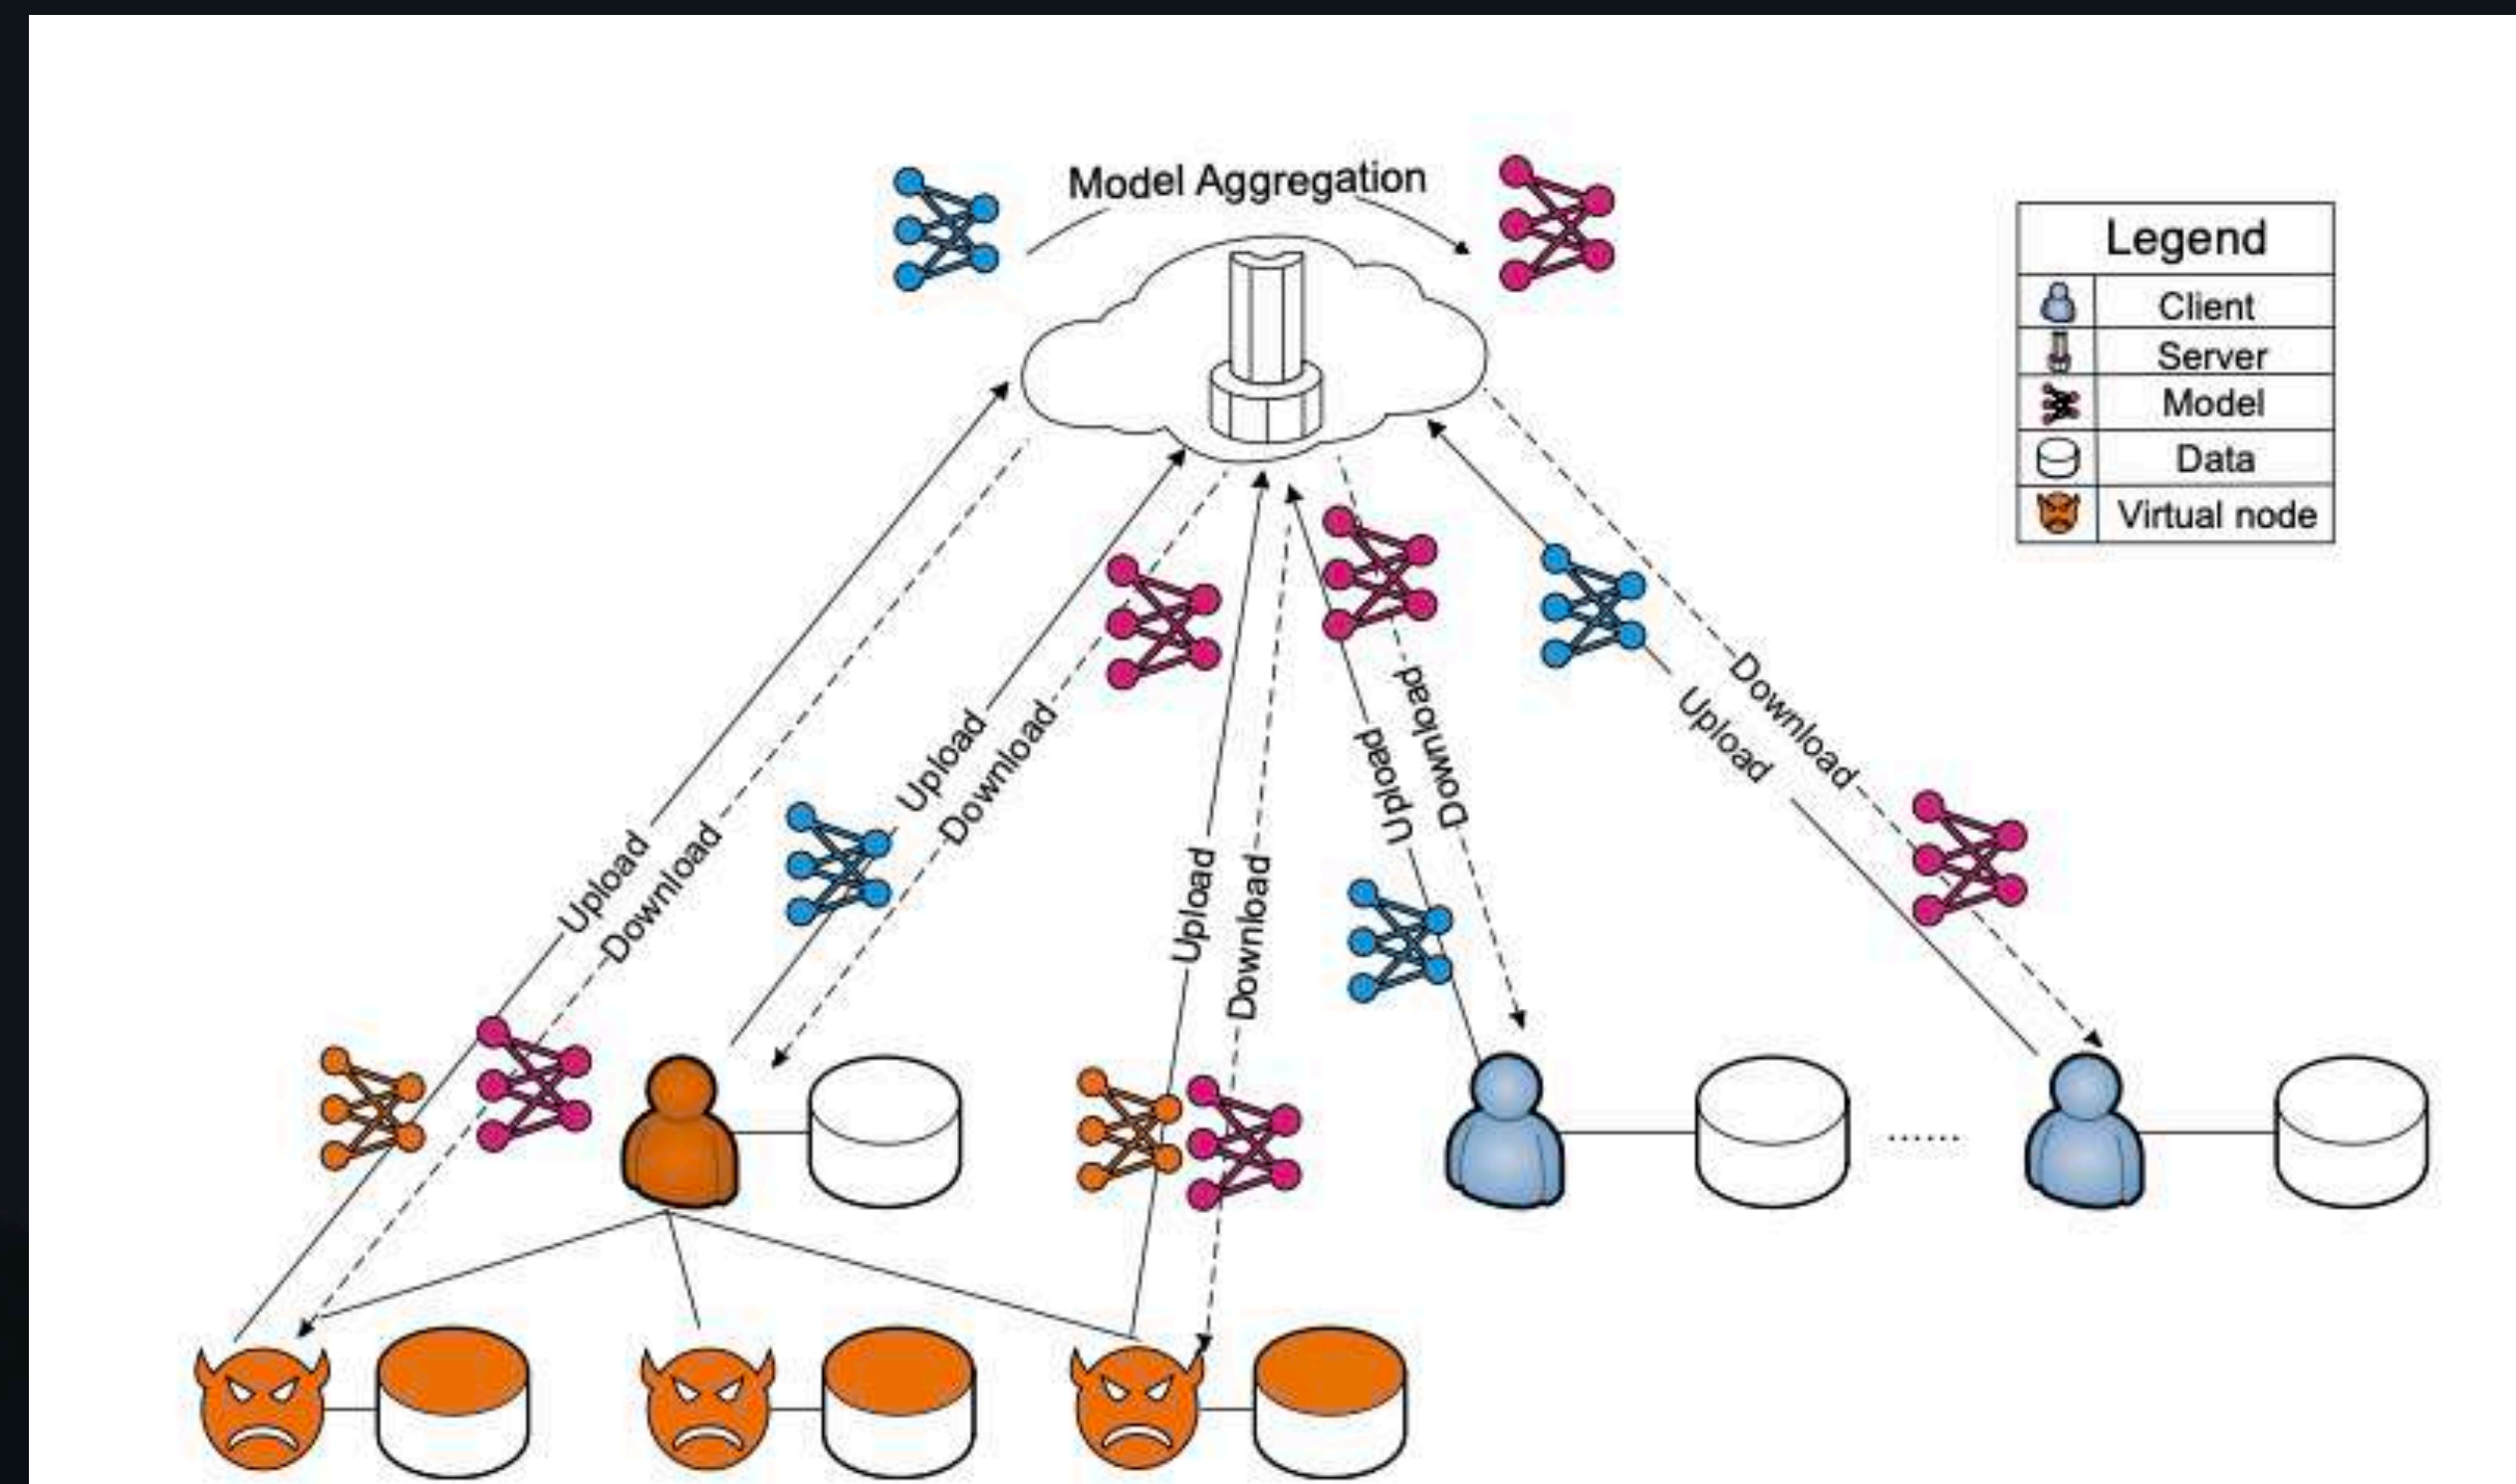 Model Aggregation
Legend
Client
Server
Model
Data
Virtual node
Upload
Download
Upload
Download
Upload
Download
Upload
Download
Upload
Download
......